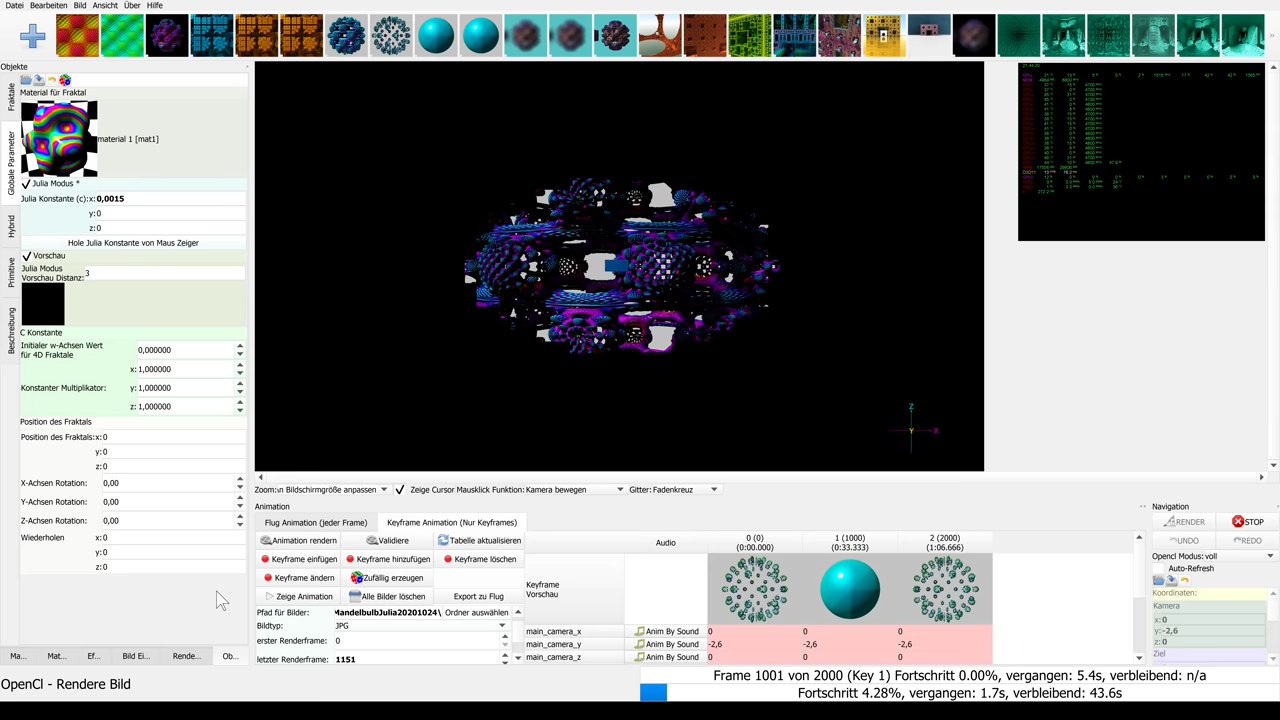 Datei Bearbeiten Bild Ansicht Über Hilfe
Objekte
Fraktale
Globale Parameter
Hybrid
Primitive
Beschreibung
Material für Fraktal
material 1 [mat1]
Julia Modus *
Julia Konstante (c):x: 0,0015
y: 0
z: 0
Hole Julia Konstante von Maus Zeiger
Vorschau
Julia Modus
Vorschau Distanz: 3
C Konstante
Initialer w-Achsen Wert
für 4D Fraktale
0,000000
x: 1,000000
Konstanter Multiplikator: y: 1,000000
z: 1,000000
Position des Fraktals
Position des Fraktals:x: 0
y: 0
z: 0
X-Achsen Rotation: 0,00
Y-Achsen Rotation: 0,00
Z-Achsen Rotation: 0,00
Wiederholen x: 0
y: 0
z: 0
Ma... Mat... Ef... Bild Ei... Rende... Ob...
Z
Y
X
Zoom:
n Bildschirmgröße anpassen
Zeige Cursor Mausklick Funktion: Kamera bewegen
Gitter: Fadenkreuz
Animation
Flug Animation (jeder Frame)
Keyframe Animation (Nur Keyframes)
Animation rendern
Validiere
Tabelle aktualisieren
Keyframe einfügen
Keyframe hinzufügen
Keyframe löschen
Keyframe ändern
Zufällig erzeugen
Zeige Animation
Alle Bilder löschen
Export zu Flug
Pfad für Bilder: MandelbulbJulia20201024\ Ordner auswählen
Bildtyp: JPG
erster Renderframe: 0
letzter Renderframe: 1151
Audio
0 (0)
(0:00.000)
1 (1000)
(0:33.333)
2 (2000)
(1:06.666)
Keyframe
Vorschau
main_camera_x Anim By Sound 0 0 0
main_camera_y Anim By Sound -2,6 -2,6 -2,6
main_camera_z Anim By Sound 0 0 0
Navigation
RENDER STOP
UNDO REDO
Opencl Modus: voll
Auto-Refresh
Koordinaten:
Kamera
x: 0
y: -2,6
z: 0
Ziel
OpenCl - Rendere Bild
Frame 1001 von 2000 (Key 1) Fortschritt 0.00%, vergangen: 5.4s, verbleibend: n/a
Fortschritt 4.28%, vergangen: 1.7s, verbleibend: 43.6s